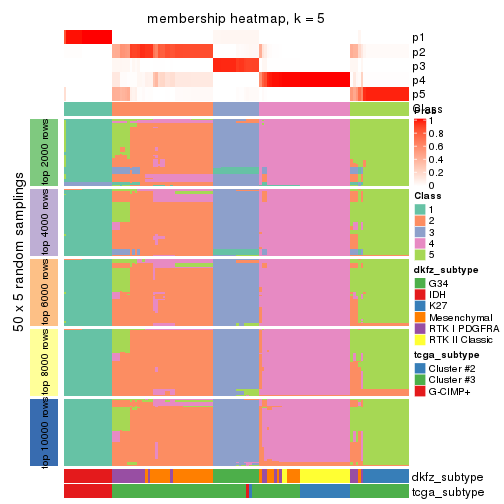 membership heatmap, k = 5
p1
p2
p3
p4
p5
Class
Prob
1
0.8
0.6
0.4
0.2
0
Class
1
2
3
4
5
dkfz_subtype
G34
IDH
K27
Mesenchymal
RTK I PDGFRA
RTK II Classic
tcga_subtype
Cluster #2
Cluster #3
G-CIMP+
50 x 5 random samplings
top 2000 rows
top 4000 rows
top 6000 rows
top 8000 rows
top 10000 rows
dkfz_subtype
tcga_subtype